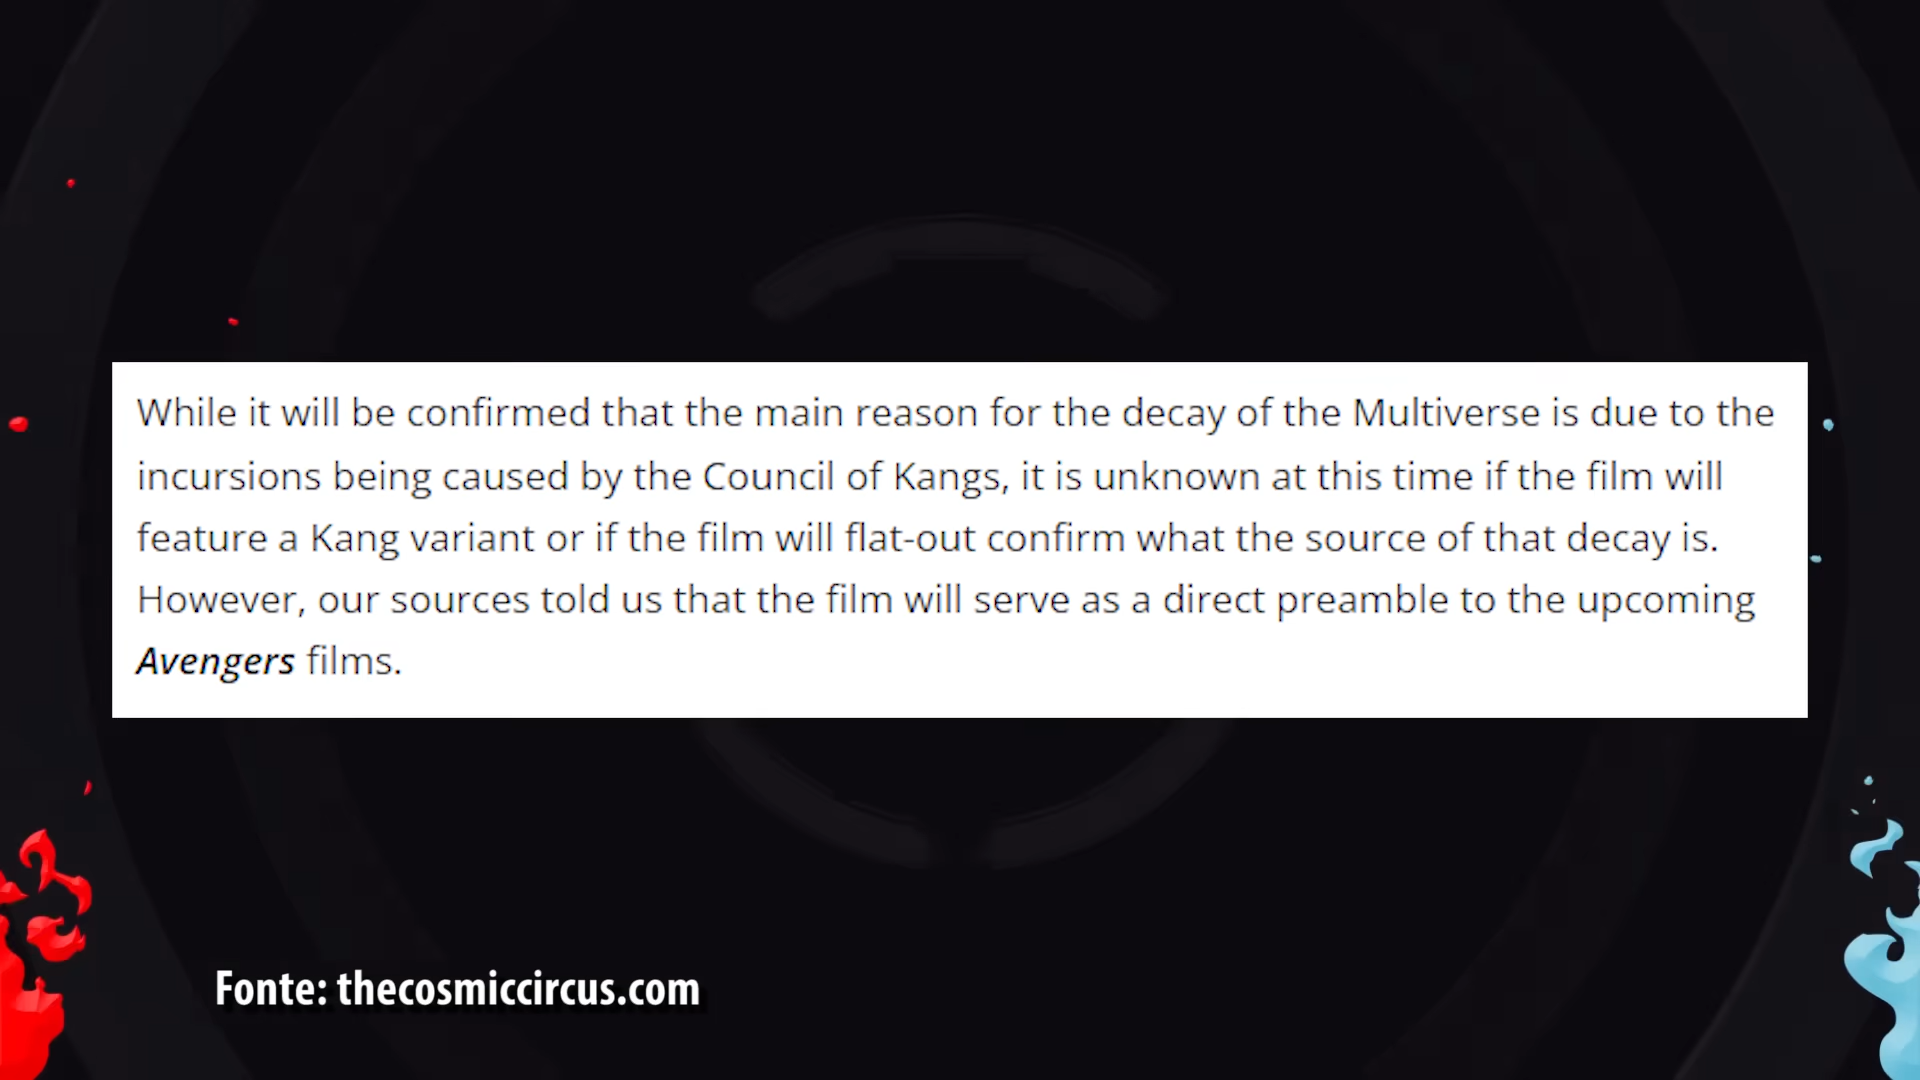 While it will be confirmed that the main reason for the decay of the Multiverse is due to the
incursions being caused by the Council of Kangs, it is unknown at this time if the film will
feature a Kang variant or if the film will flat-out confirm what the source of that decay is.
However, our sources told us that the film will serve as a direct preamble to the upcoming
Avengers films.
Fonte: thecosmiccircus.com